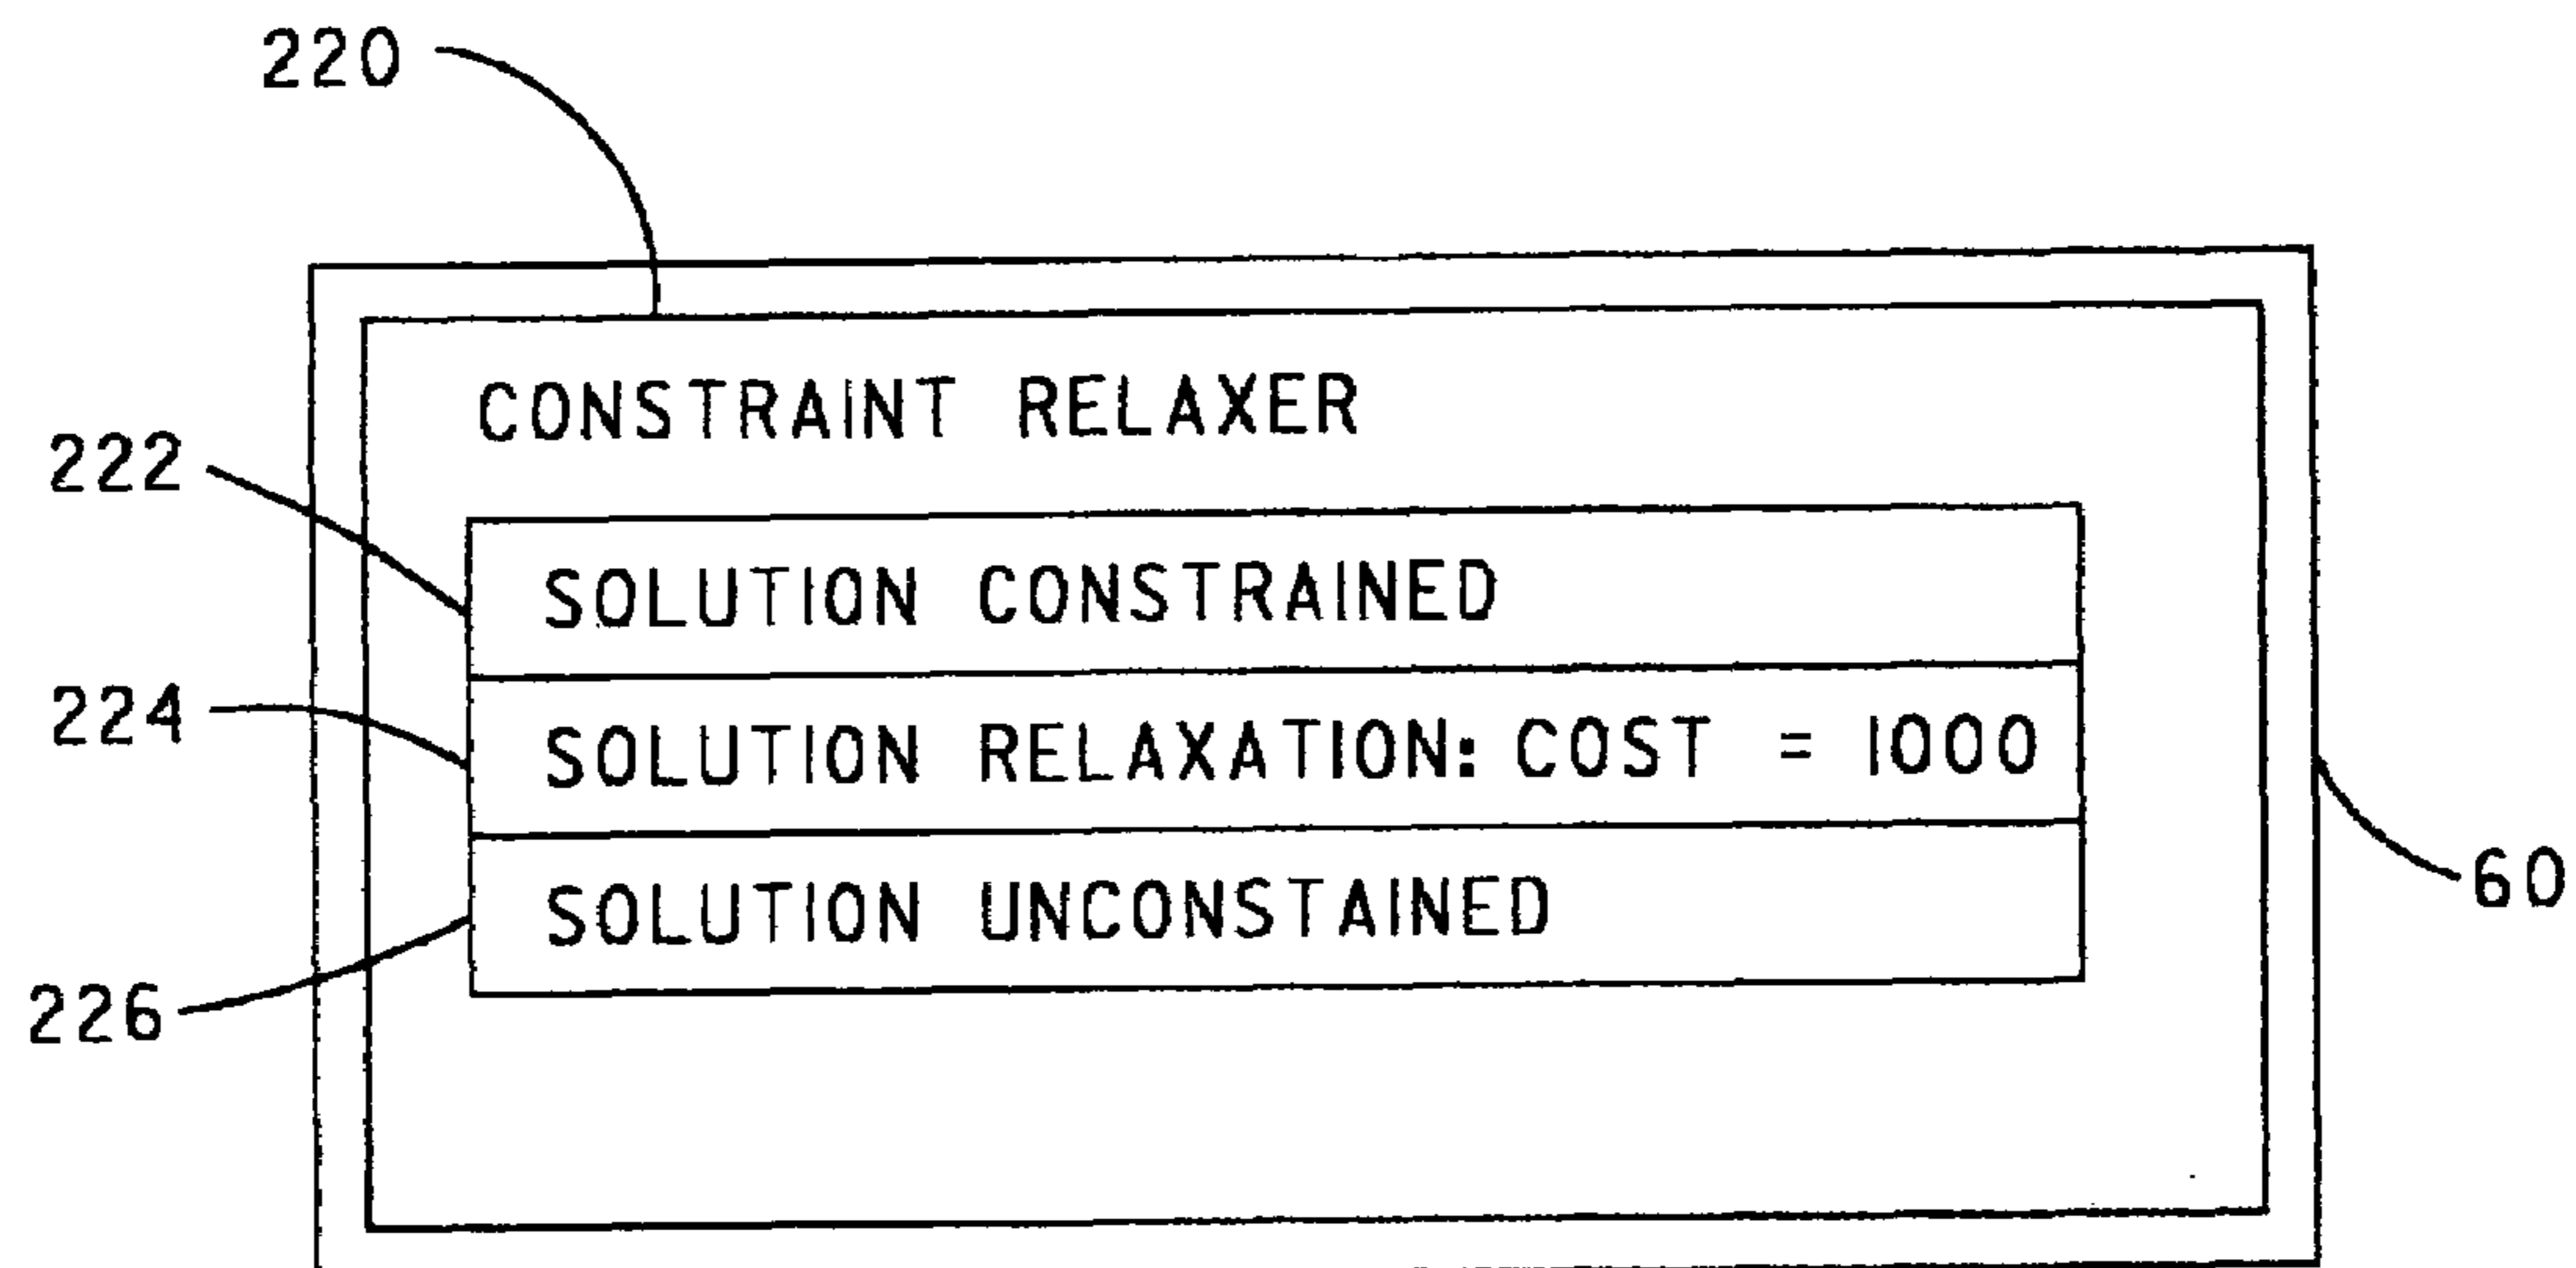 220
CONSTRAINT RELAXER
222
SOLUTION CONSTRAINED
224
SOLUTION RELAXATION: COST = 1000
60
226
SOLUTION UNCONSTAINED